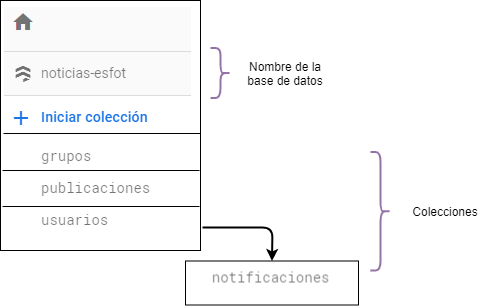 noticias-esfot
Nombre de la
base de datos
Iniciar colección
grupos
publicaciones
usuarios
Colecciones
notificaciones